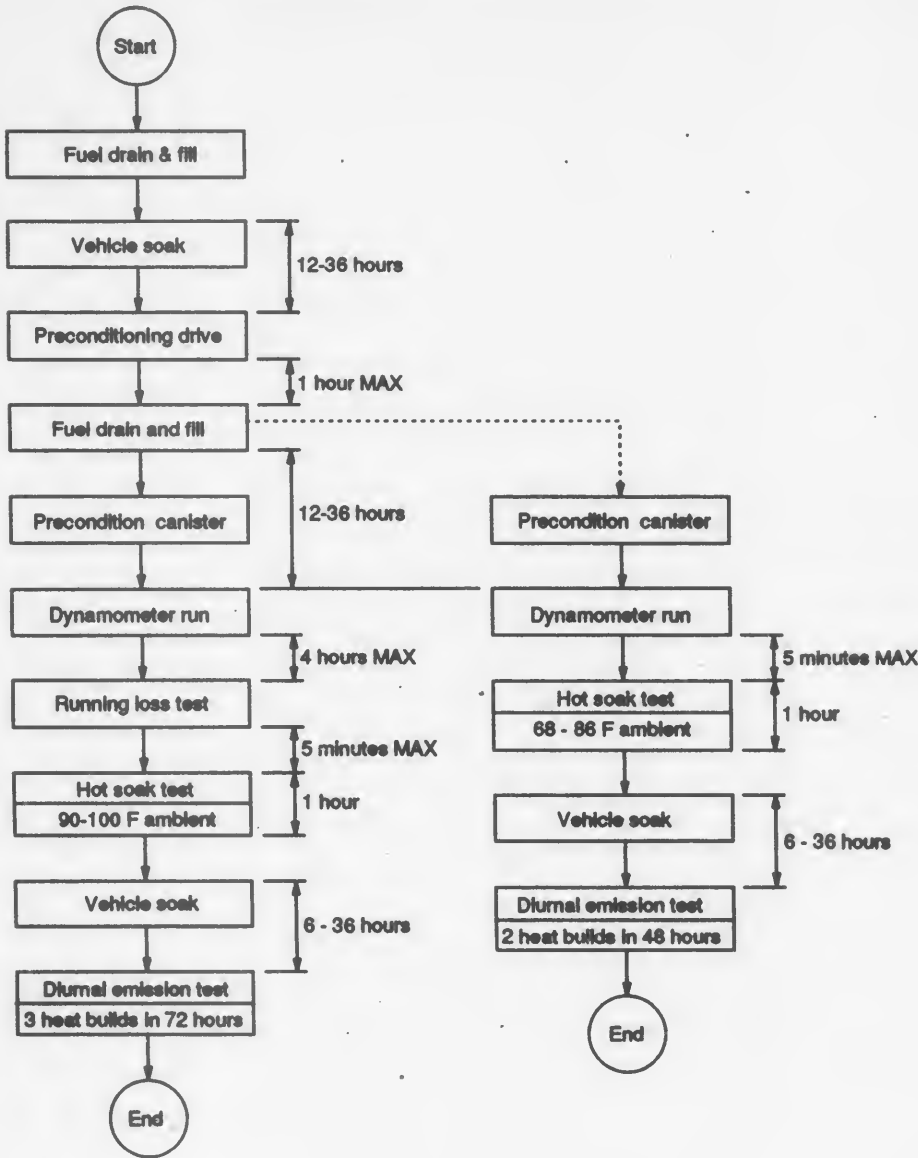 Start
Fuel drain & fill
Vehicle soak
12-36 hours
Preconditioning drive
1 hour MAX
Fuel drain and fill
12-36 hours
Precondition canister
Dynamometer run
4 hours MAX
Running loss test
5 minutes MAX
Hot soak test
90-100 F ambient
1 hour
Vehicle soak
6 - 36 hours
Diurnal emission test
3 heat builds in 72 hours
End
Precondition canister
Dynamometer run
5 minutes MAX
Hot soak test
68 - 86 F ambient
1 hour
Vehicle soak
6 - 36 hours
Diurnal emission test
2 heat builds in 48 hours
End